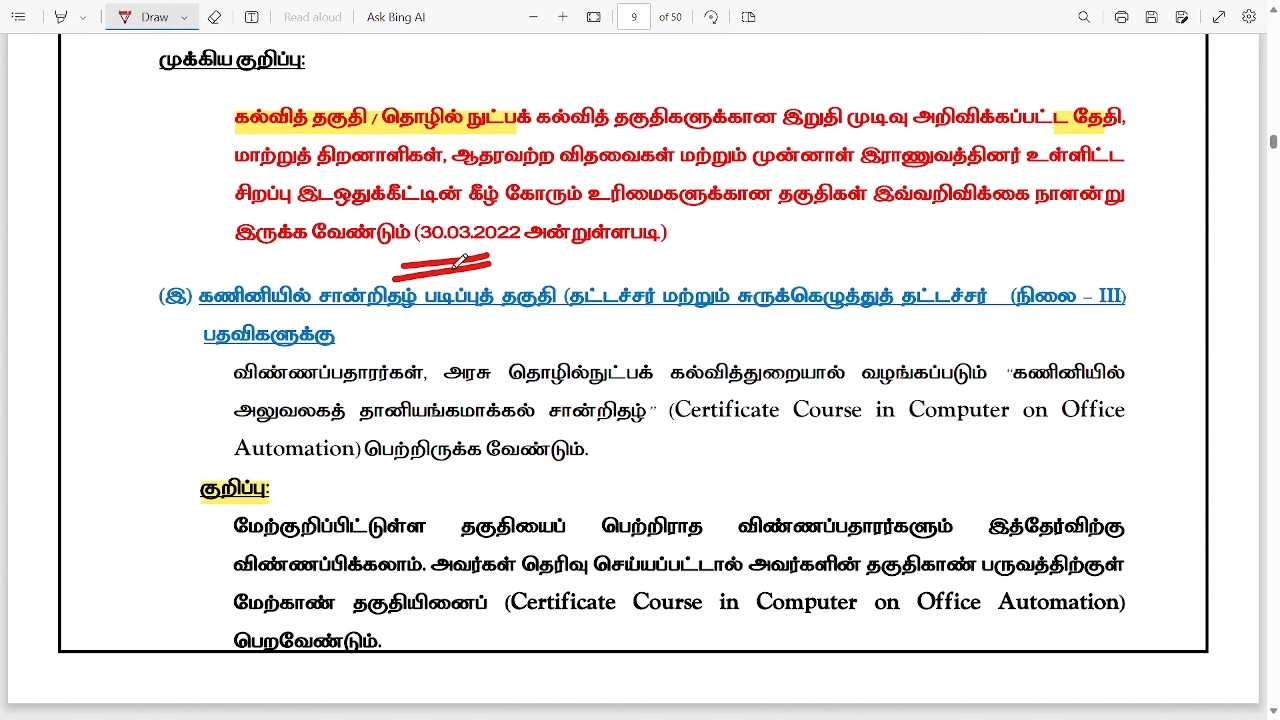 Draw
Read aloud
Ask Bing AI
9
of 50
முக்கிய குறிப்பு:
கல்வித் தகுதி / தொழில் நுட்பக் கல்வித் தகுதிகளுக்கான இறுதி முடிவு அறிவிக்கப்பட்ட தேதி,
மாற்றுத் திறனாளிகள், ஆதரவற்ற விதவைகள் மற்றும் முன்னாள் இராணுவத்தினர் உள்ளிட்ட
சிறப்பு இடஒதுக்கீட்டின் கீழ் கோரும் உரிமைகளுக்கான தகுதிகள் இவ்வறிவிக்கை நாளன்று
இருக்க வேண்டும் (30.03.2022 அன்றுள்ளபடி)
(இ) கணினியில் சான்றிதழ் படிப்புத் தகுதி (தட்டச்சர் மற்றும் சுருக்கெழுத்துத் தட்டச்சர் (நிலை – III)
பதவிகளுக்கு
விண்ணப்பதாரர்கள், அரசு தொழில்நுட்பக் கல்வித்துறையால் வழங்கப்படும் “கணினியில்
அலுவலகத் தானியங்கமாக்கல் சான்றிதழ்” (Certificate Course in Computer on Office
Automation) பெற்றிருக்க வேண்டும்.
குறிப்பு:
மேற்குறிப்பிட்டுள்ள தகுதியைப் பெற்றிராத விண்ணப்பதாரர்களும் இத்தேர்விற்கு
விண்ணப்பிக்கலாம். அவர்கள் தெரிவு செய்யப்பட்டால் அவர்களின் தகுதிகாண் பருவத்திற்குள்
மேற்காண் தகுதியினைப் (Certificate Course in Computer on Office Automation)
பெறவேண்டும்.